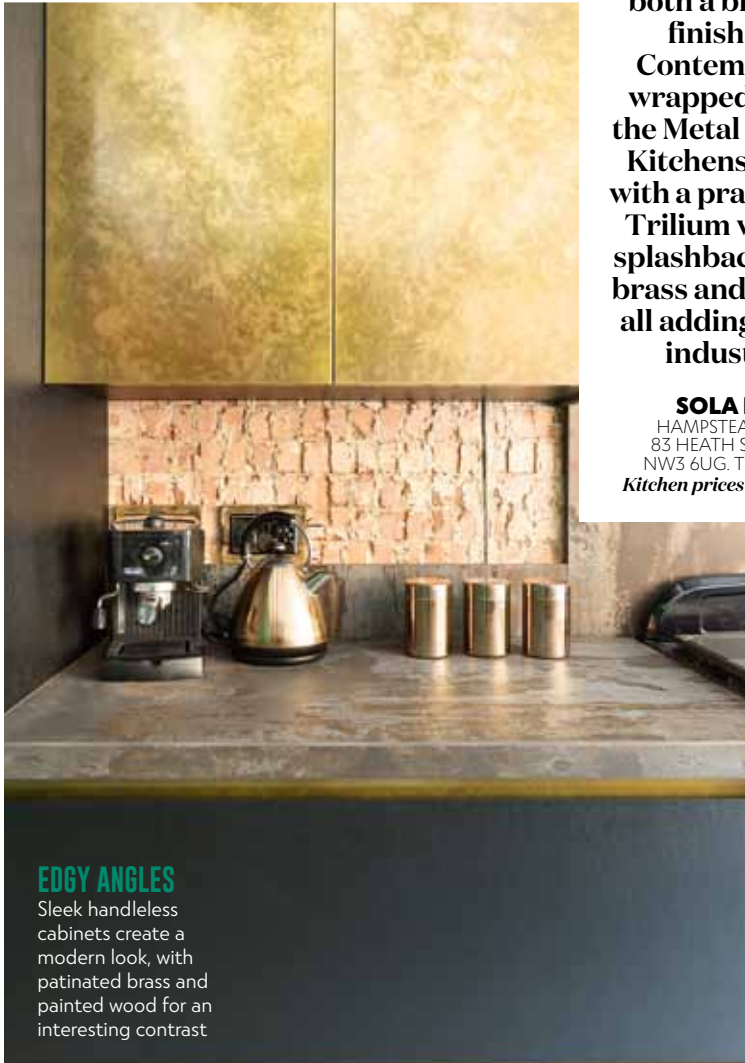 both a
finish
Contem
wrapped
the Metal
Kitchens
with a pra
Trilium
splashbac
brass and
all adding
indust
SOLA
HAMPSTEA
83 HEATH S
NW3 6UG. T
Kitchen prices
EDGY ANGLES
Sleek handleless
cabinets create a
modern look, with
patinated brass and
painted wood for an
interesting contrast